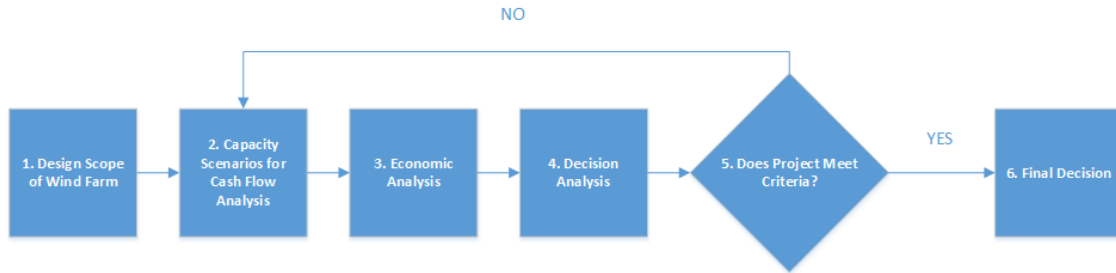 NO
1. Design Scope
of Wind Farm
2. Capacity
Scenarios for
Cash Flow
Analysis
3. Economic
Analysis
4. Decision
Analysis
5. Does Project Meet
Criteria?
YES
6. Final Decision